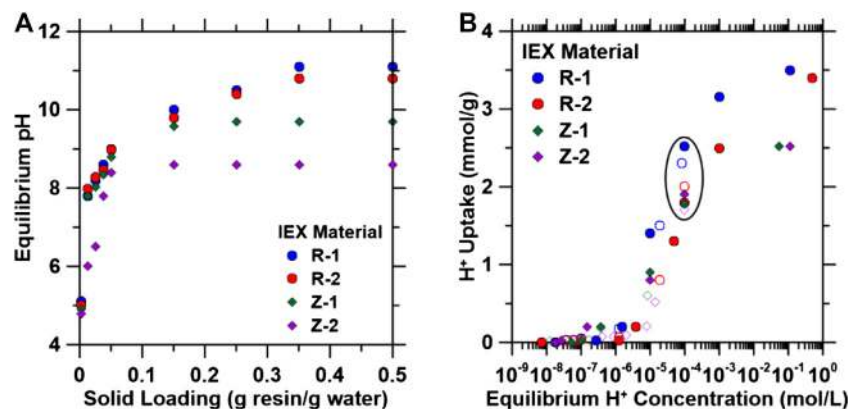 A
B
Equilibrium pH
12
10
8
6
4
IEX Material
R-1
R-2
Z-1
Z-2
0
0.1
0.2
0.3
0.4
0.5
Solid Loading (g resin/g water)
H⁺ Uptake (mmol/g)
4
3
2
1
0
IEX Material
R-1
R-2
Z-1
Z-2
10⁻⁹ 10⁻⁸ 10⁻⁷ 10⁻⁶ 10⁻⁵ 10⁻⁴ 10⁻³ 10⁻² 10⁻¹ 10⁰
Equilibrium H⁺ Concentration (mol/L)